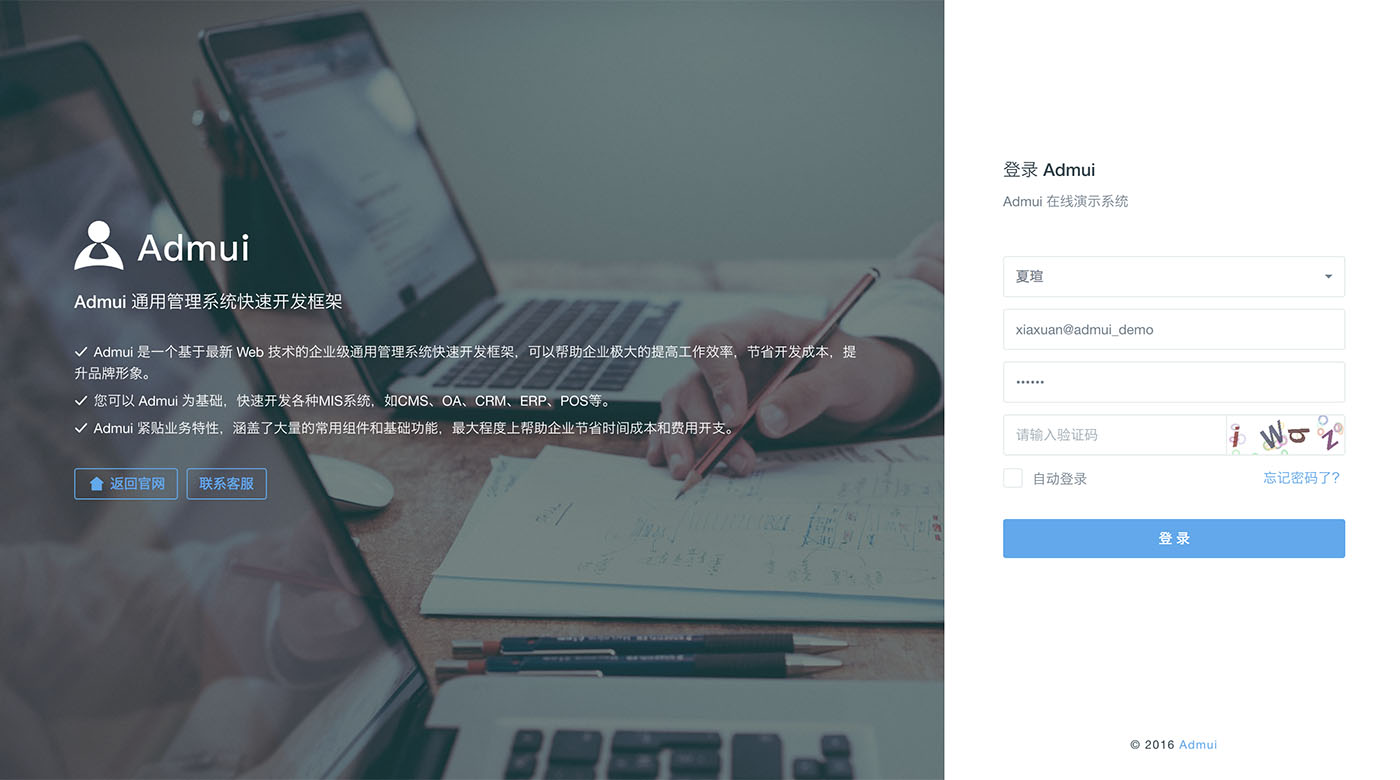 Admui
Admui 通用管理系统快速开发框架
Admui 是一个基于最新 Web 技术的企业级通用管理系统快速开发框架，可以帮助企业极大的提高工作效率，节省开发成本，提
升品牌形象。
您可以 Admui 为基础，快速开发各种MIS系统，如CMS、OA、CRM、ERP、POS等。
Admui 紧贴业务特性，涵盖了大量的常用组件和基础功能，最大程度上帮助企业节省时间成本和费用开支。
返回官网 联系客服
登录 Admui
Admui 在线演示系统
夏瑄
xiaxuan@admui_demo
••••••
请输入验证码 iWaz
自动登录 忘记密码了？
登 录
© 2016 Admui